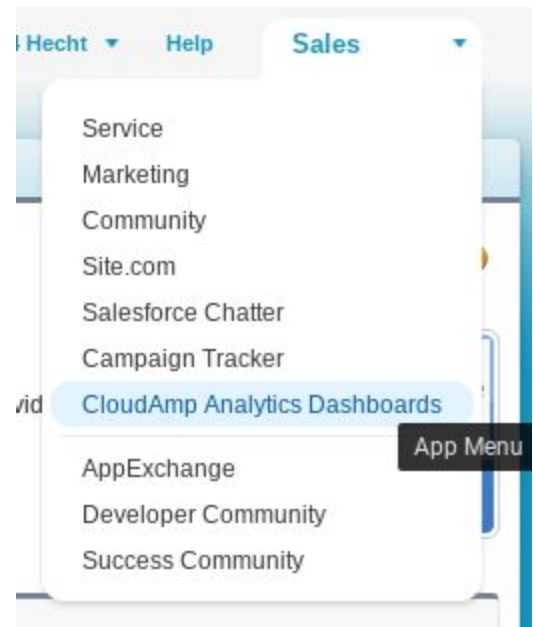 Hecht Help Sales
Service
Marketing
Community
Site.com
Salesforce Chatter
Campaign Tracker
CloudAmp Analytics Dashboards
App Menu
AppExchange
Developer Community
Success Community